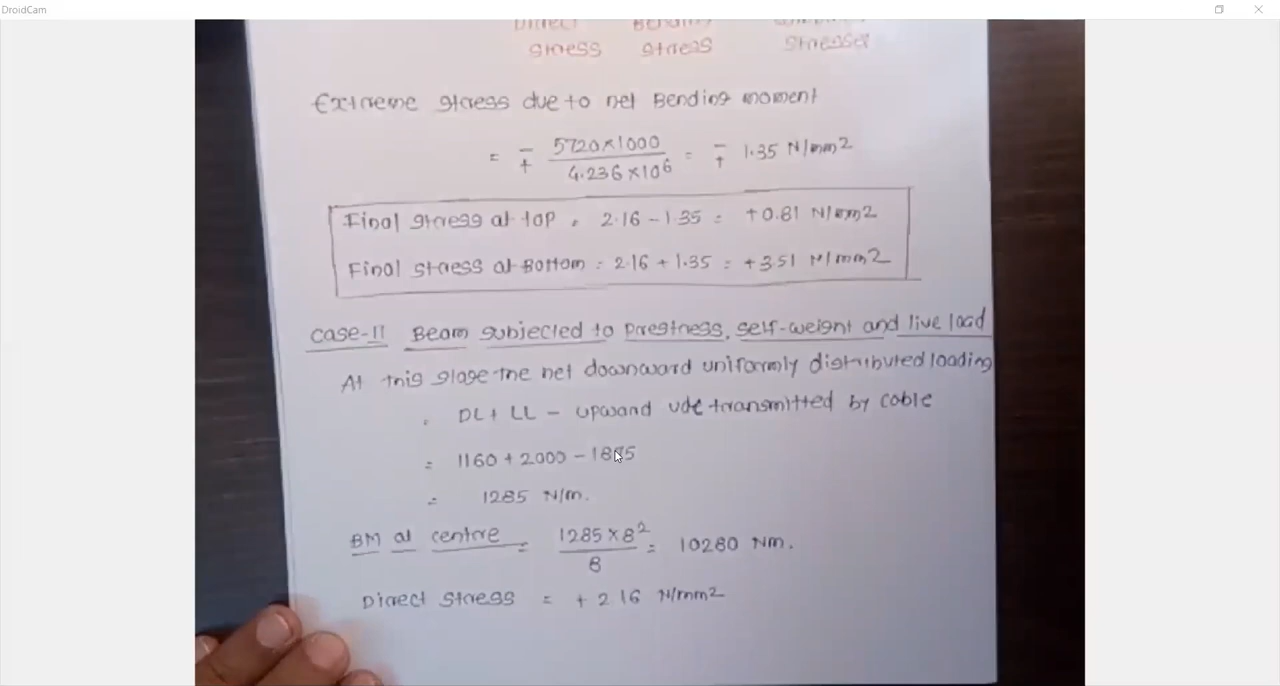 DroidCam
Direct Bending
stress stress stresses
Extreme stress due to net Bending moment
= ∓ 5720×1000 / 4.236×10⁶ = ∓ 1.35 N/mm2
Final stress at top = 2.16 - 1.35 = +0.81 N/mm2
Final stress at Bottom = 2.16 + 1.35 = +3.51 N/mm2
Case-II Beam subjected to prestress, self-weight and live load
At this stage the net downward uniformly distributed loading
= DL + LL - upward udl transmitted by cable
= 1160 + 2000 - 1875
= 1285 N/m.
BM at centre = 1285 × 8² / 8 = 10280 Nm.
Direct stress = + 2.16 N/mm2